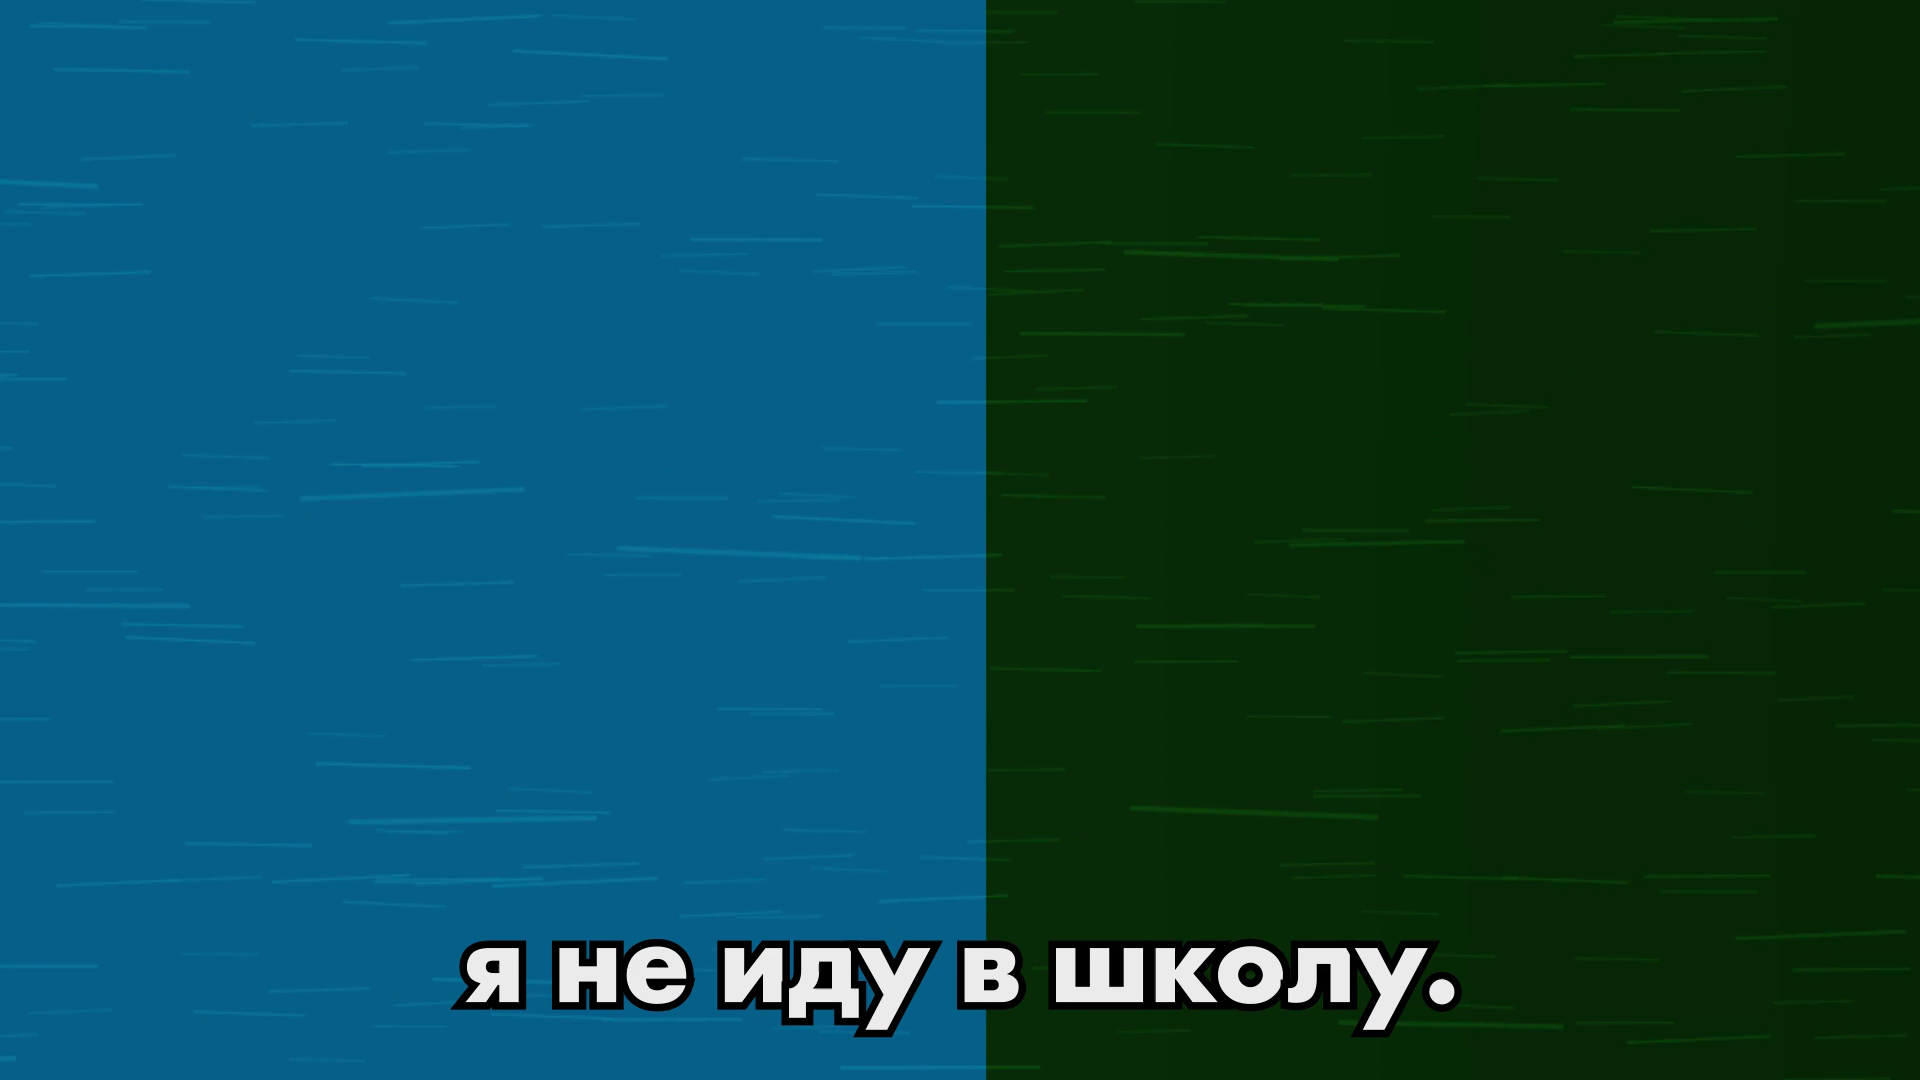 я не иду в школу.